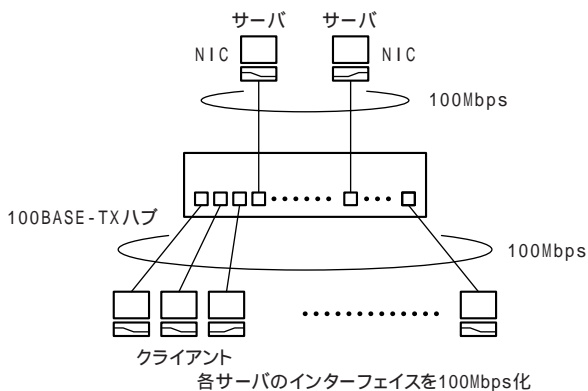 サーバ サーバ
NIC NIC
100Mbps
100BASE-TXハブ
100Mbps
クライアント
各サーバのインターフェイスを100Mbps化